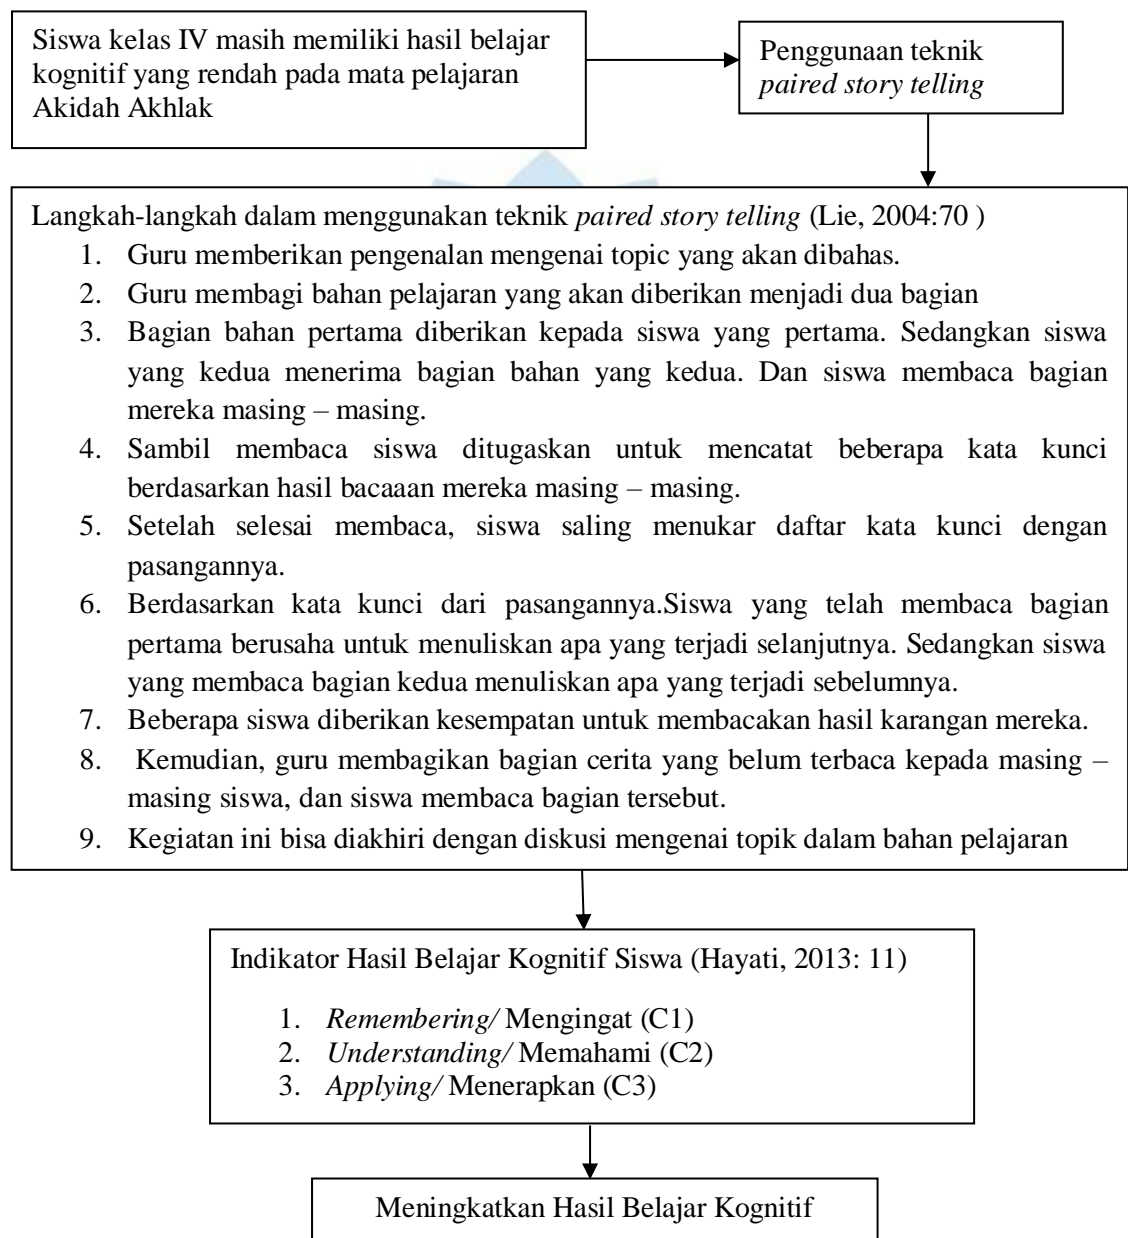 Siswa kelas IV masih memiliki hasil belajar
kognitif yang rendah pada mata pelajaran
Akidah Akhlak
Penggunaan teknik
paired story telling
Langkah-langkah dalam menggunakan teknik paired story telling (Lie, 2004:70 )
1. Guru memberikan pengenalan mengenai topic yang akan dibahas.
2. Guru membagi bahan pelajaran yang akan diberikan menjadi dua bagian
3. Bagian bahan pertama diberikan kepada siswa yang pertama. Sedangkan siswa
yang kedua menerima bagian bahan yang kedua. Dan siswa membaca bagian
mereka masing – masing.
4. Sambil membaca siswa ditugaskan untuk mencatat beberapa kata kunci
berdasarkan hasil bacaaan mereka masing – masing.
5. Setelah selesai membaca, siswa saling menukar daftar kata kunci dengan
pasangannya.
6. Berdasarkan kata kunci dari pasangannya.Siswa yang telah membaca bagian
pertama berusaha untuk menuliskan apa yang terjadi selanjutnya. Sedangkan siswa
yang membaca bagian kedua menuliskan apa yang terjadi sebelumnya.
7. Beberapa siswa diberikan kesempatan untuk membacakan hasil karangan mereka.
8. Kemudian, guru membagikan bagian cerita yang belum terbaca kepada masing –
masing siswa, dan siswa membaca bagian tersebut.
9. Kegiatan ini bisa diakhiri dengan diskusi mengenai topik dalam bahan pelajaran
Indikator Hasil Belajar Kognitif Siswa (Hayati, 2013: 11)
1. Remembering/ Mengingat (C1)
2. Understanding/ Memahami (C2)
3. Applying/ Menerapkan (C3)
Meningkatkan Hasil Belajar Kognitif